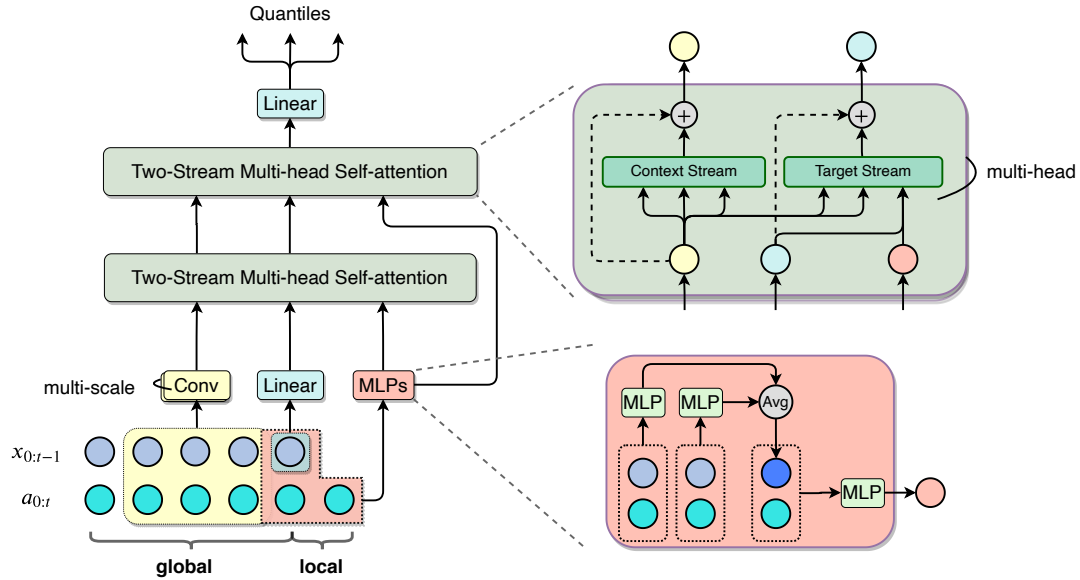 Quantiles
Linear
Two-Stream Multi-head Self-attention
Two-Stream Multi-head Self-attention
multi-scale
Conv
Linear
MLPs
x0:t−1
a0:t
global
local
+
+
Context Stream
Target Stream
multi-head
MLP
MLP
Avg
MLP